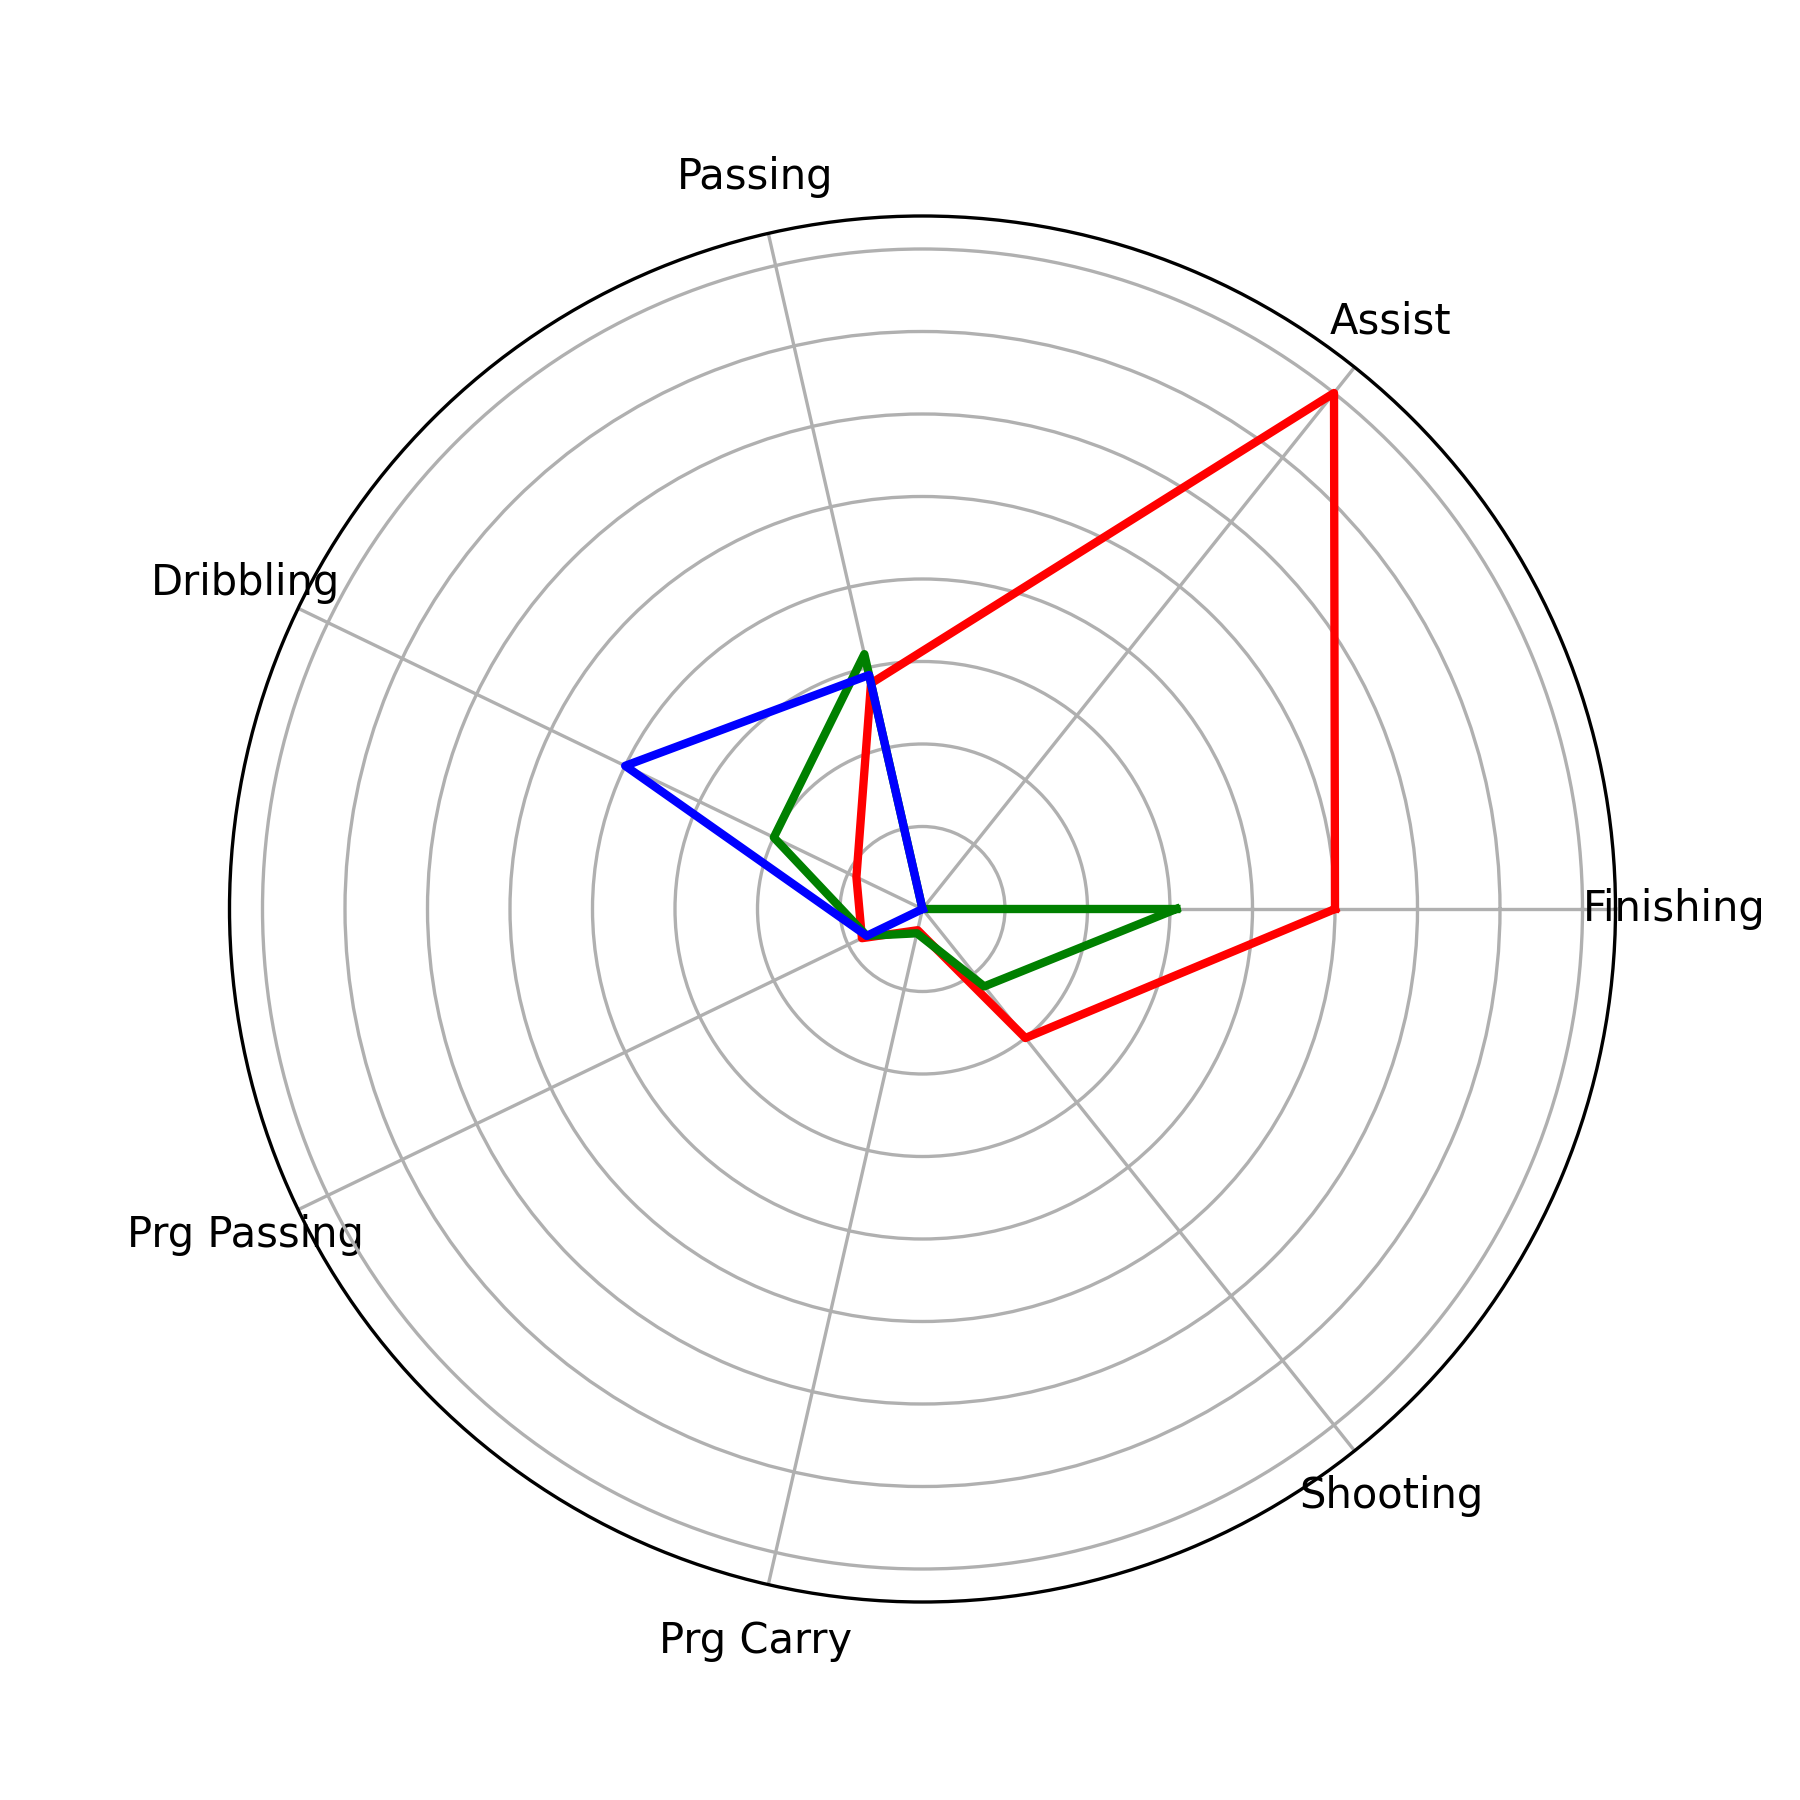 Passing
Assist
Dribbling
Finishing
Prg Passing
Shooting
Prg Carry